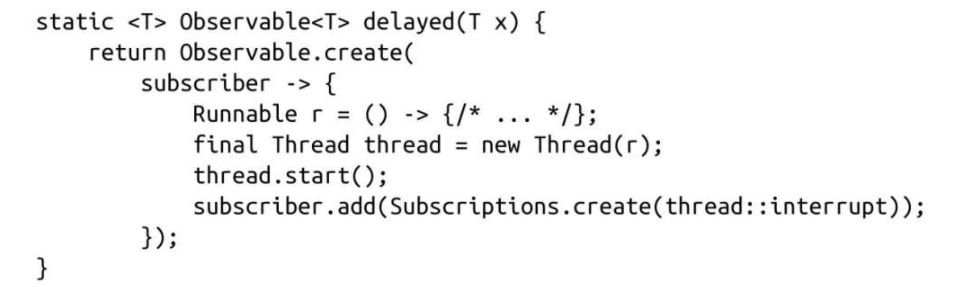 static <T> Observable<T> delayed(T x) {
    return Observable.create(
        subscriber -> {
            Runnable r = () -> {/* ... */};
            final Thread thread = new Thread(r);
            thread.start();
            subscriber.add(Subscriptions.create(thread::interrupt));
        });
}